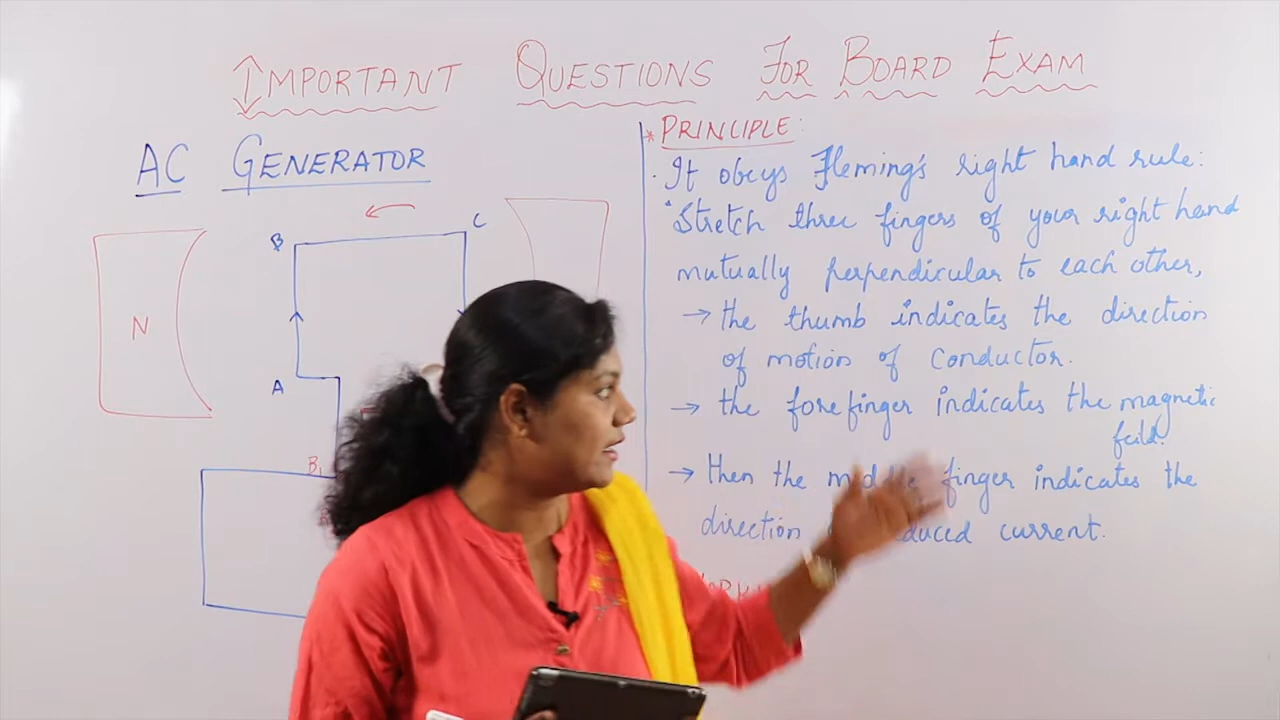 IMPORTANT QUESTIONS FOR BOARD EXAM
AC GENERATOR
B
C
N
A
B1
* PRINCIPLE:
. It obeys Fleming's right hand rule:
. Stretch three fingers of your right hand
mutually perpendicular to each other,
→ the thumb indicates the direction
of motion of conductor.
→ the forefinger indicates the magnetic
feild.
→ then the middle finger indicates the
direction current.